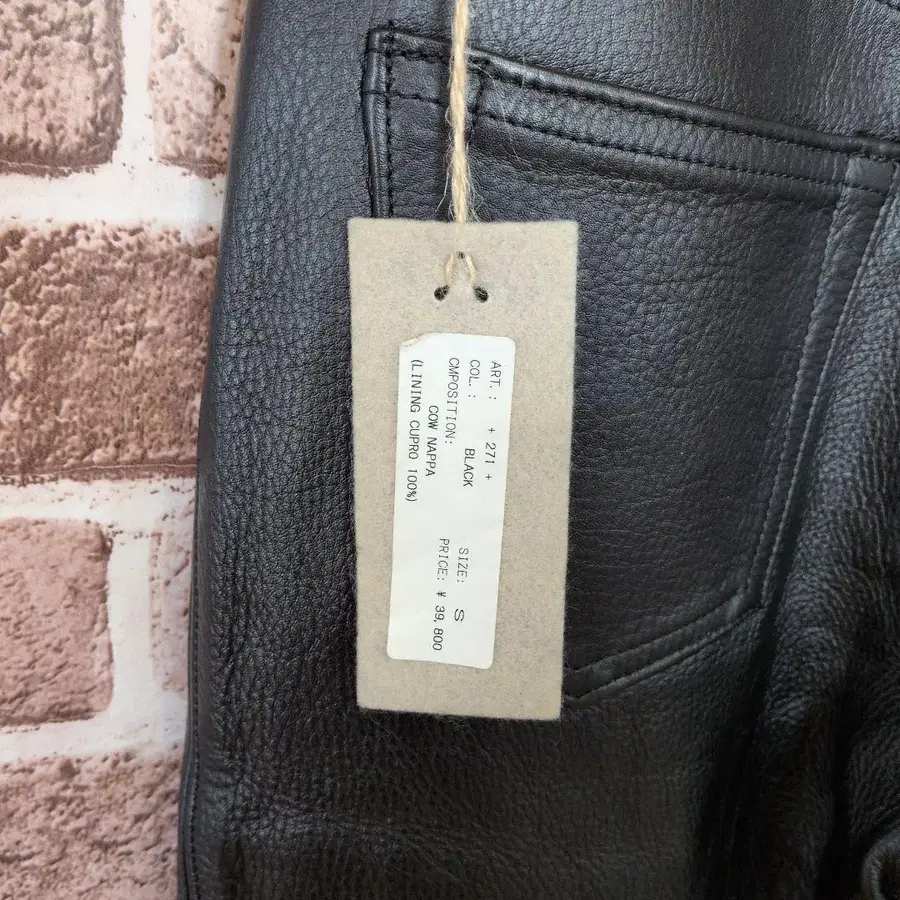 ART. : + 271 +
COL. : BLACK SIZE: S
CMPOSITION: PRICE: ¥ 39,800
COW NAPPA
(LINING CUPRO 100%)